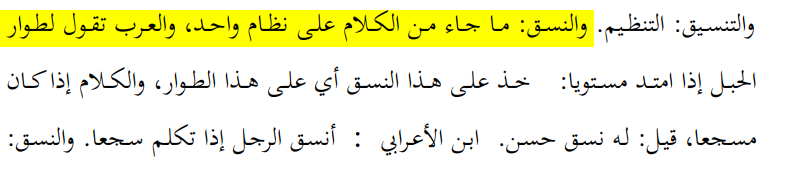 والتنسيق: التنظيم. والنسق: ما جاء من الكلام على نظام واحد، والعرب تقول لطوار
الحبل إذا امتد مستويا: خذ على هذا النسق أي على هذا الطوار، والكلام إذا كان
مسجعا، قيل: له نسق حسن. ابن الأعرابي : أنسق الرجل إذا تكلم سجعا. والنسق: